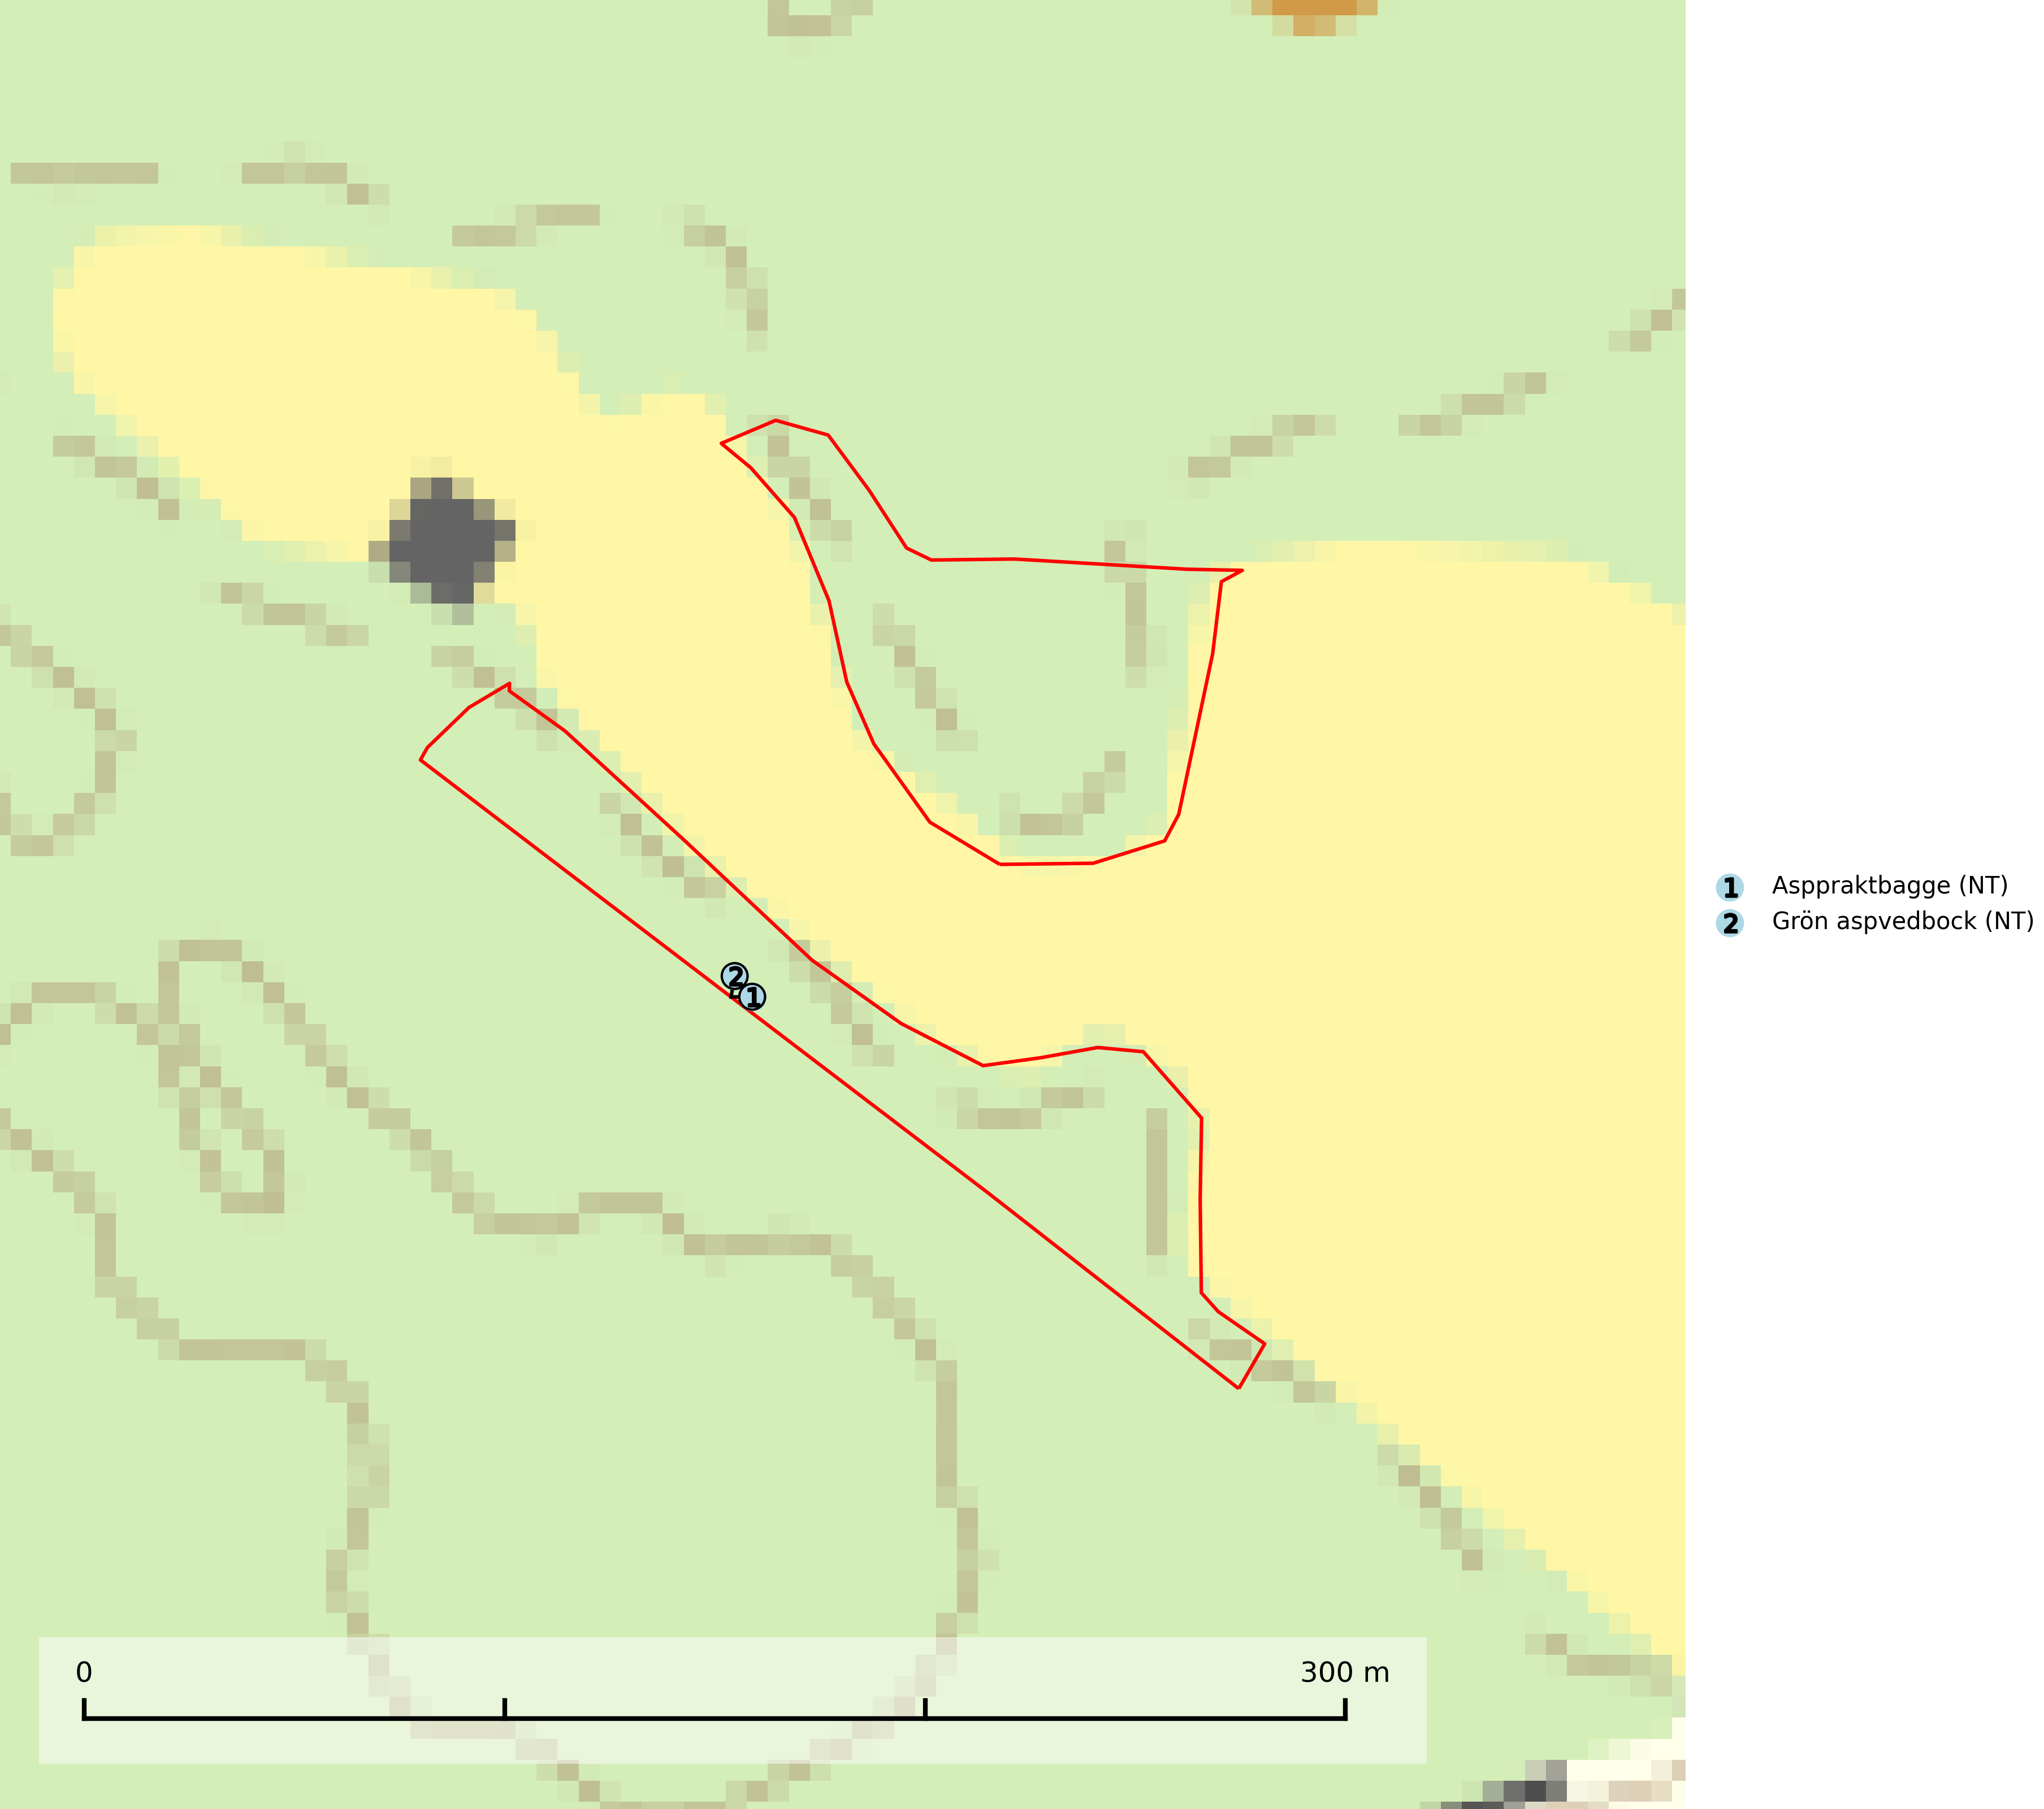 1 Asppraktbagge (NT)
2 Grön aspvedbock (NT)
2
1
0 300 m